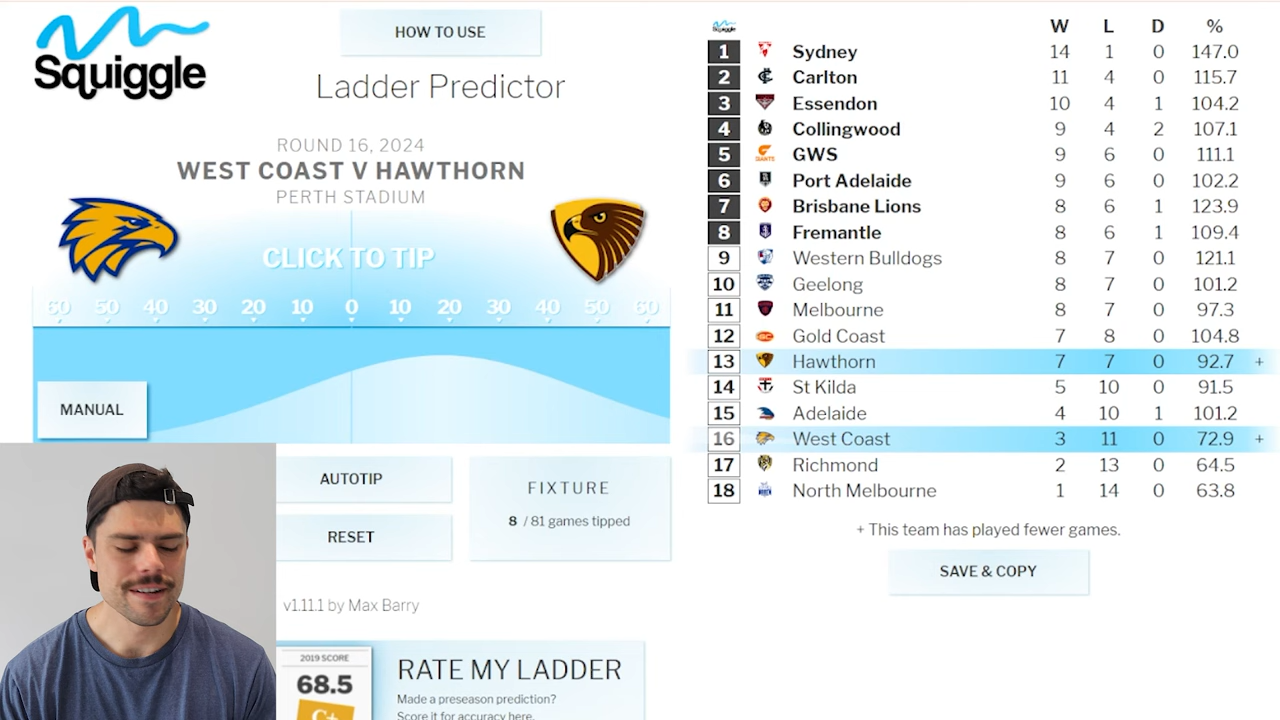 Squiggle
HOW TO USE
Ladder Predictor
ROUND 16, 2024
WEST COAST V HAWTHORN
PERTH STADIUM
CLICK TO TIP
60 50 40 30 20 10 0 10 20 30 40 50 60
MANUAL
AUTOTIP
RESET
FIXTURE
8 / 81 games tipped
v1.11.1 by Max Barry
2019 SCORE
68.5
C+
RATE MY LADDER
Made a preseason prediction?
Score it for accuracy here.
W L D %
1 Sydney 14 1 0 147.0
2 Carlton 11 4 0 115.7
3 Essendon 10 4 1 104.2
4 Collingwood 9 4 2 107.1
5 GWS 9 6 0 111.1
6 Port Adelaide 9 6 0 102.2
7 Brisbane Lions 8 6 1 123.9
8 Fremantle 8 6 1 109.4
9 Western Bulldogs 8 7 0 121.1
10 Geelong 8 7 0 101.2
11 Melbourne 8 7 0 97.3
12 Gold Coast 7 8 0 104.8
13 Hawthorn 7 7 0 92.7 +
14 St Kilda 5 10 0 91.5
15 Adelaide 4 10 1 101.2
16 West Coast 3 11 0 72.9 +
17 Richmond 2 13 0 64.5
18 North Melbourne 1 14 0 63.8
+ This team has played fewer games.
SAVE & COPY